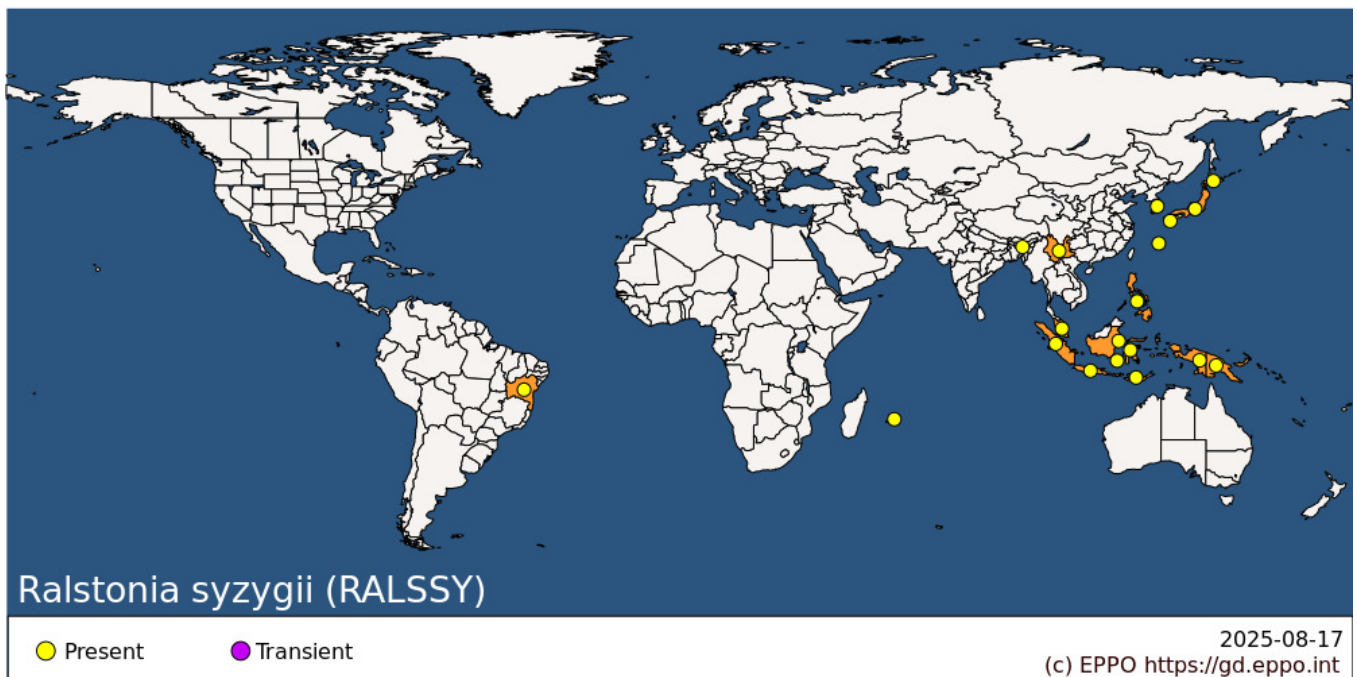 Ralstonia syzygii (RALSSY)
Present
Transient
2025-08-17
(c) EPPO https://gd.eppo.int